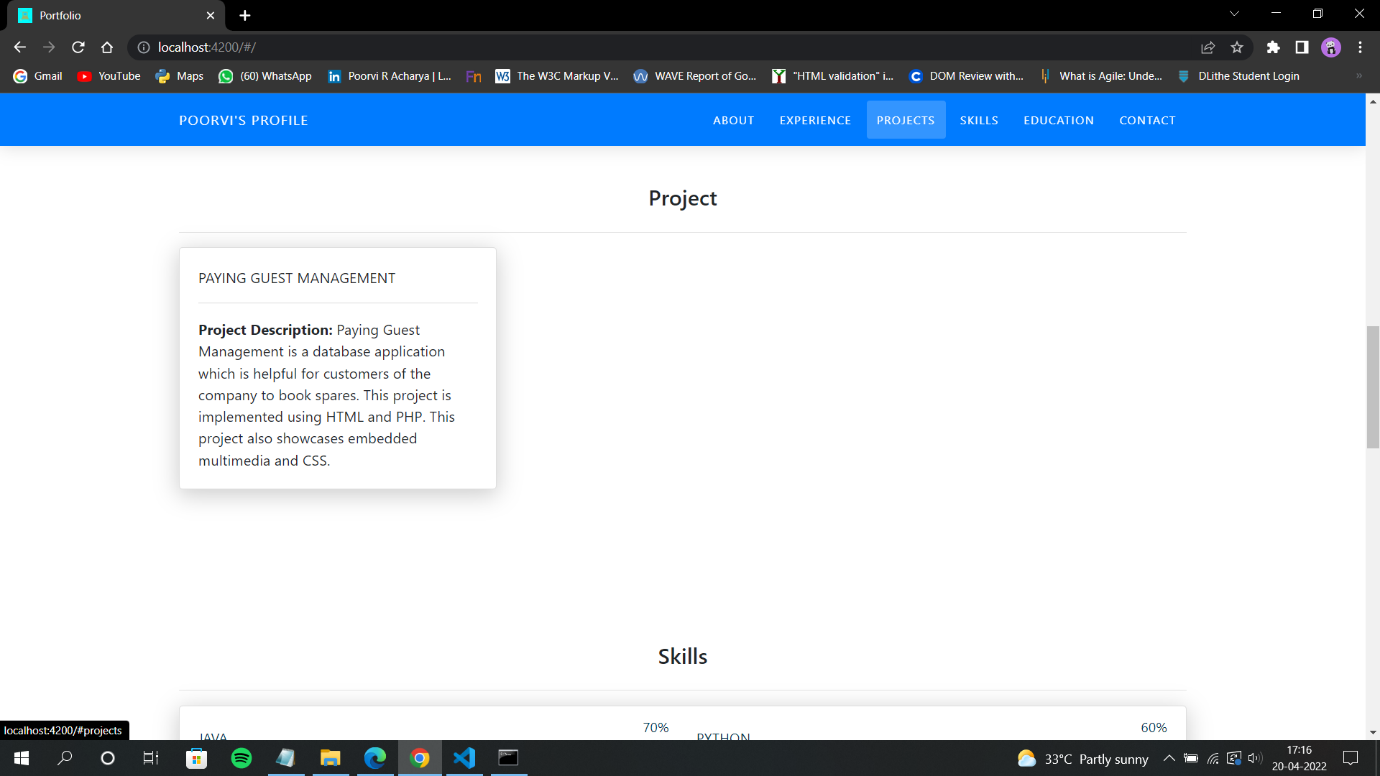 Portfolio
localhost:4200/#/
Gmail
YouTube
Maps
(60) WhatsApp
Poorvi R Acharya | L...
The W3C Markup V...
WAVE Report of Go...
"HTML validation" i...
DOM Review with...
What is Agile: Unde...
DLithe Student Login
POORVI'S PROFILE
ABOUT
EXPERIENCE
PROJECTS
SKILLS
EDUCATION
CONTACT
Project
PAYING GUEST MANAGEMENT
Project Description: Paying Guest
Management is a database application
which is helpful for customers of the
company to book spares. This project is
implemented using HTML and PHP. This
project also showcases embedded
multimedia and CSS.
Skills
JAVA
70%
PYTHON
60%
localhost:4200/#projects
33°C Partly sunny
17:16
20-04-2022